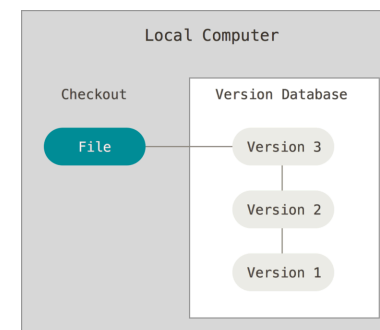 Local Computer
Checkout
Version Database
File
Version 3
Version 2
Version 1